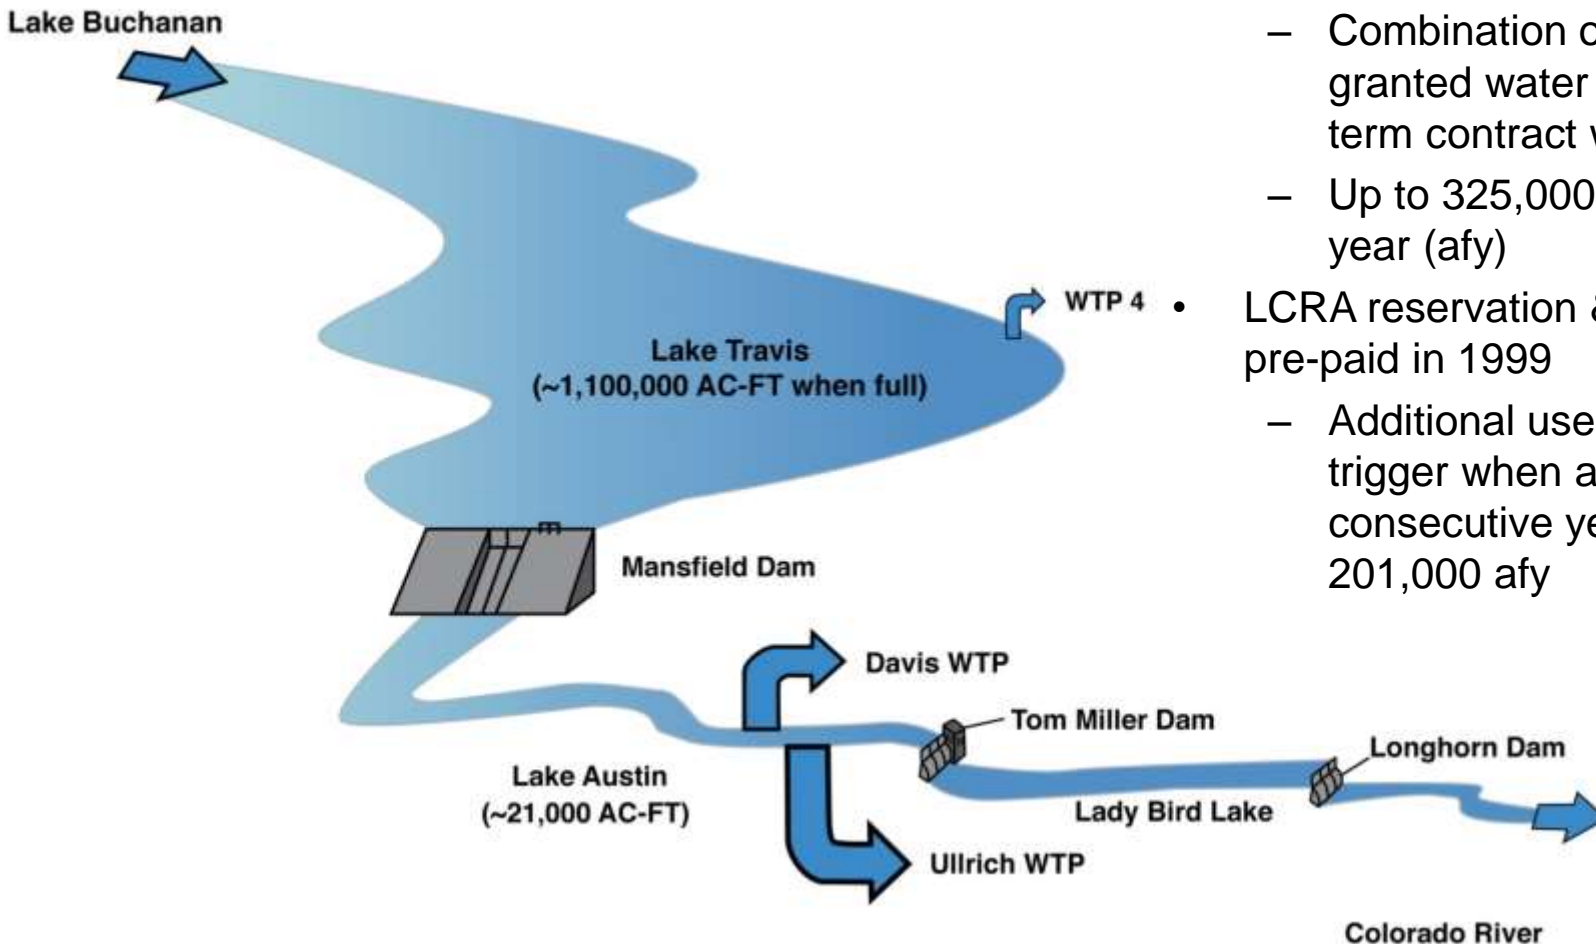 Lake Buchanan
WTP 4
Lake Travis
(~1,100,000 AC-FT when full)
Mansfield Dam
Davis WTP
Tom Miller Dam
Longhorn Dam
Lake Austin
(~21,000 AC-FT)
Lady Bird Lake
Ullrich WTP
Colorado River
– Combination
granted water
term contract
– Up to 325,000
year (afy)
• LCRA reservation
pre-paid in 1999
– Additional use
trigger when
consecutive
201,000 afy